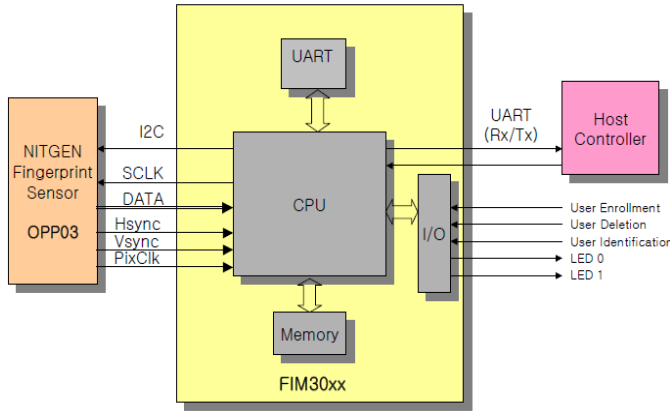 UART
I2C
UART
(Rx/Tx)
Host
Controller
NITGEN
Fingerprint
Sensor
OPP03
SCLK
DATA
Hsync
Vsync
PixClk
CPU
I/O
User Enrollment
User Deletion
User Identification
LED 0
LED 1
Memory
FIM30xx